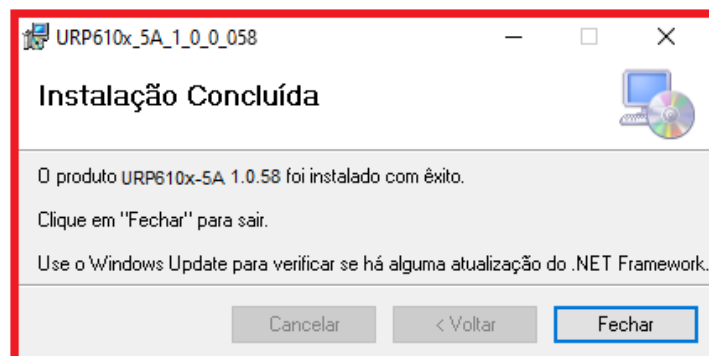 URP610x_5A_1_0_0_058
Instalação Concluída
O produto URP610x-5A 1.0.58 foi instalado com êxito.
Clique em "Fechar" para sair.
Use o Windows Update para verificar se há alguma atualização do .NET Framework.
Cancelar < Voltar Fechar